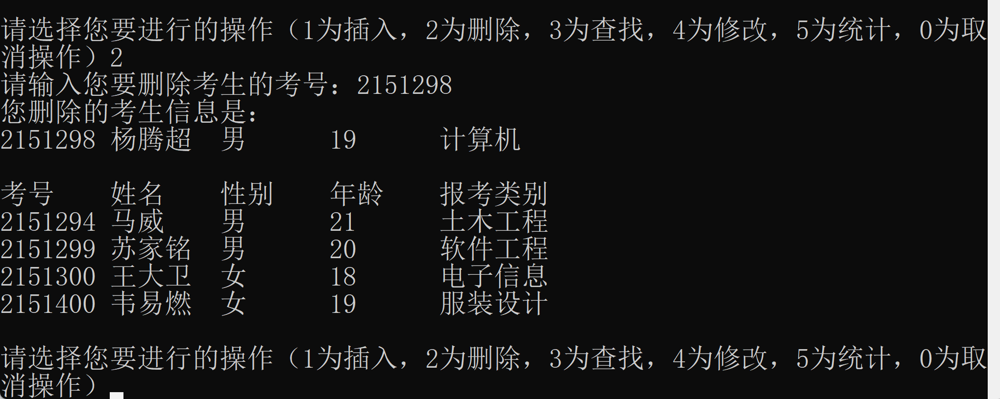 请选择您要进行的操作（1为插入，2为删除，3为查找，4为修改，5为统计，0为取
消操作）2
请输入您要删除考生的考号：2151298
您删除的考生信息是：
2151298 杨腾超 男 19 计算机
考号 姓名 性别 年龄 报考类别
2151294 马威 男 21 土木工程
2151299 苏家铭 男 20 软件工程
2151300 王大卫 女 18 电子信息
2151400 韦易燃 女 19 服装设计
请选择您要进行的操作（1为插入，2为删除，3为查找，4为修改，5为统计，0为取
消操作）